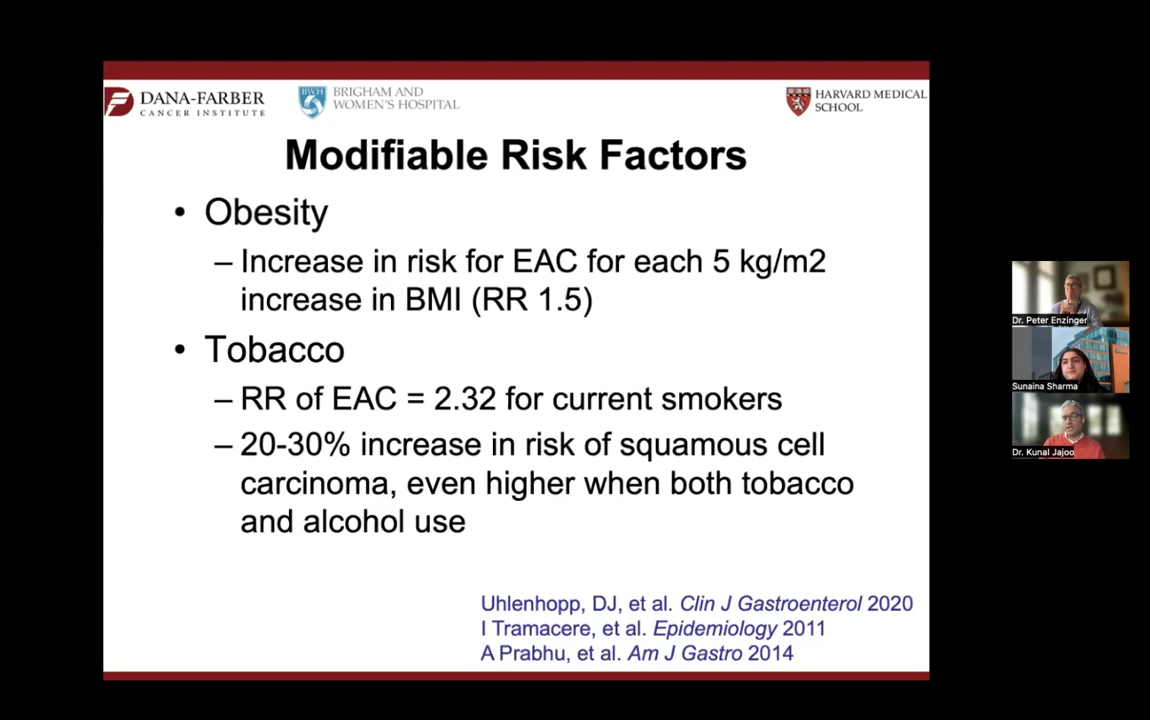 DANA-FARBER
CANCER INSTITUTE
BWH
BRIGHAM AND
WOMEN'S HOSPITAL
HARVARD MEDICAL
SCHOOL
Modifiable Risk Factors
• Obesity
– Increase in risk for EAC for each 5 kg/m2
increase in BMI (RR 1.5)
• Tobacco
– RR of EAC = 2.32 for current smokers
– 20-30% increase in risk of squamous cell
carcinoma, even higher when both tobacco
and alcohol use
Uhlenhopp, DJ, et al. Clin J Gastroenterol 2020
I Tramacere, et al. Epidemiology 2011
A Prabhu, et al. Am J Gastro 2014
Dr. Peter Enzinger
Sunaina Sharma
Dr. Kunal Jajoo